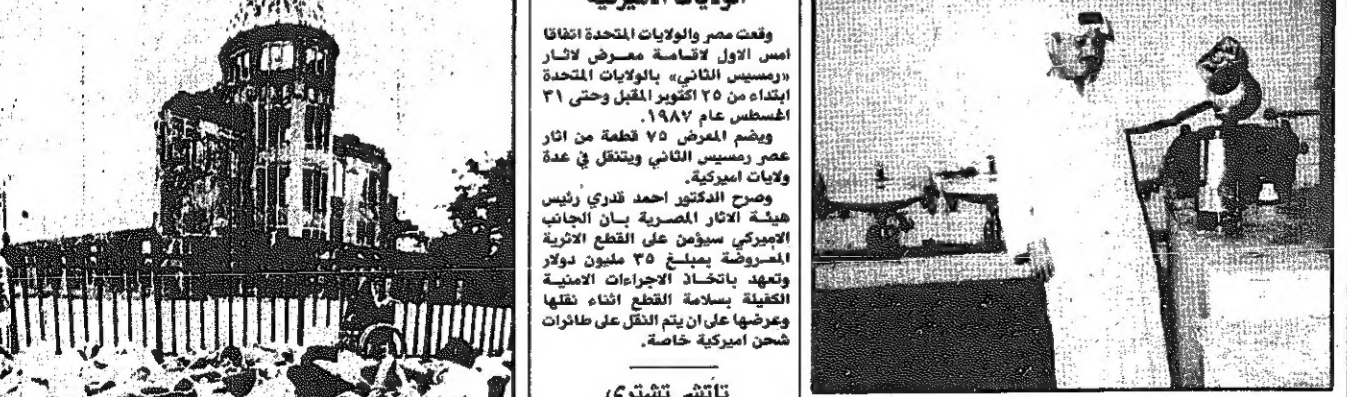 الولايات الاميركية
وقعت مصر والولايات المتحدة اتفاقا
امس الاول لاقامة معرض لاثار
«رمسيس الثاني» بالولايات المتحدة
ابتداء من ٢٥ اكتوبر المقبل وحتى ٣١
اغسطس عام ١٩٨٧.
ويضم المعرض ٧٥ قطعة من اثار
عصر رمسيس الثاني ويتنقل في عدة
ولايات اميركية.
وصرح الدكتور احمد قدري رئيس
هيئة الاثار المصرية بان الجانب
الاميركي سيؤمن على القطع الاثرية
المعروضة بمبلغ ٣٥ مليون دولار
وتعهد باتخاذ الاجراءات الامنية
الكفيلة بسلامة القطع اثناء نقلها
وعرضها على ان يتم النقل على طائرات
شحن اميركية خاصة.
تاتشر تشتري